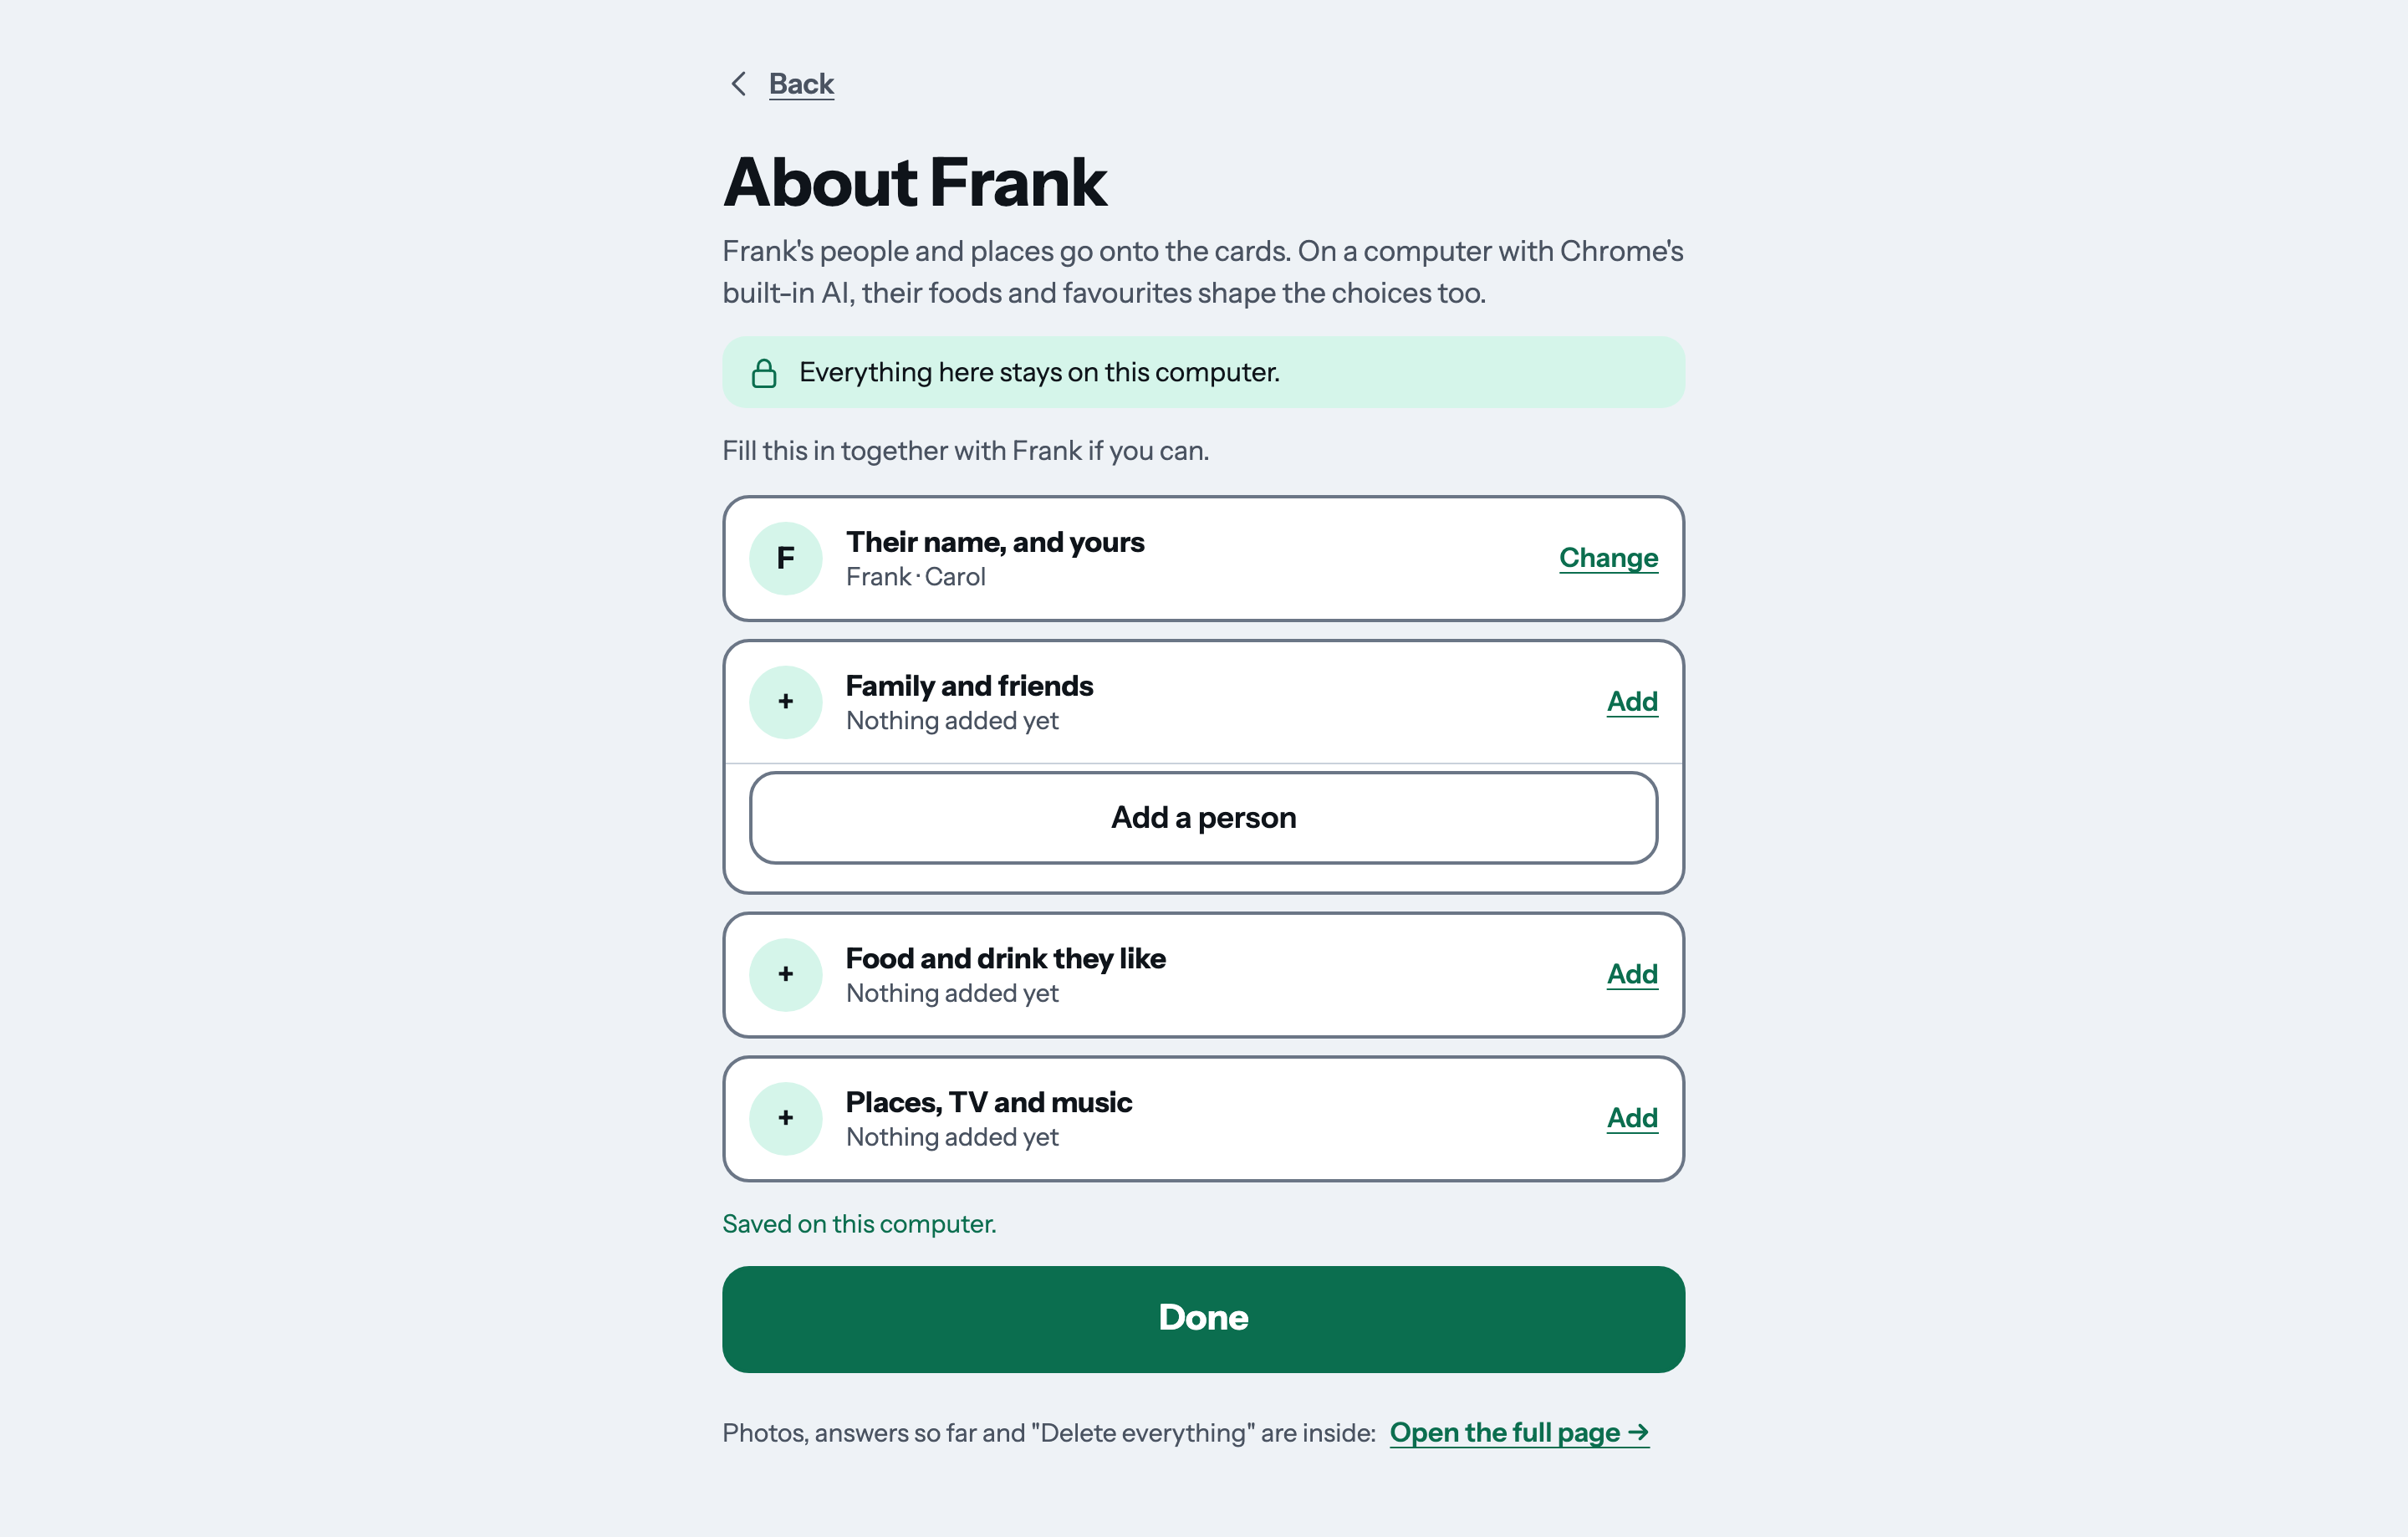 Back
About Frank
Frank's people and places go onto the cards. On a computer with Chrome's
built-in AI, their foods and favourites shape the choices too.
Everything here stays on this computer.
Fill this in together with Frank if you can.
F
Their name, and yours
Frank · Carol
Change
+
Family and friends
Nothing added yet
Add
Add a person
+
Food and drink they like
Nothing added yet
Add
+
Places, TV and music
Nothing added yet
Add
Saved on this computer.
Done
Photos, answers so far and "Delete everything" are inside: Open the full page →